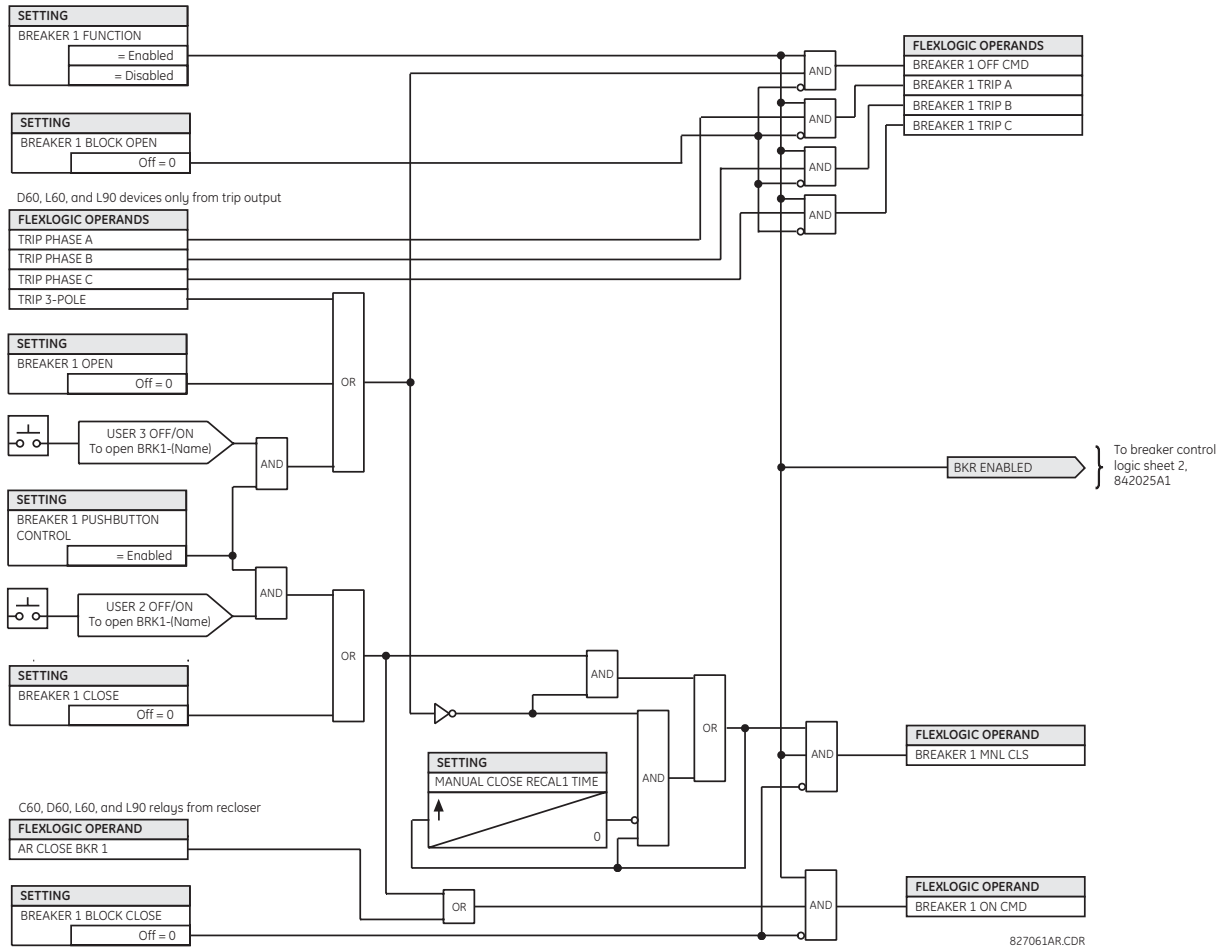 SETTING
BREAKER 1 FUNCTION
= Enabled
= Disabled
SETTING
BREAKER 1 BLOCK OPEN
Off = 0
D60, L60, and L90 devices only from trip output
FLEXLOGIC OPERANDS
TRIP PHASE A
TRIP PHASE B
TRIP PHASE C
TRIP 3-POLE
SETTING
BREAKER 1 OPEN
Off = 0
USER 3 OFF/ON
To open BRK1-(Name)
AND
SETTING
BREAKER 1 PUSHBUTTON
CONTROL
= Enabled
USER 2 OFF/ON
To open BRK1-(Name)
AND
SETTING
BREAKER 1 CLOSE
Off = 0
OR
OR
C60, D60, L60, and L90 relays from recloser
FLEXLOGIC OPERAND
AR CLOSE BKR 1
SETTING
BREAKER 1 BLOCK CLOSE
Off = 0
SETTING
MANUAL CLOSE RECAL1 TIME
0
AND
AND
OR
OR
AND
AND
AND
AND
FLEXLOGIC OPERANDS
BREAKER 1 OFF CMD
BREAKER 1 TRIP A
BREAKER 1 TRIP B
BREAKER 1 TRIP C
BKR ENABLED
To breaker control
logic sheet 2,
842025A1
AND
FLEXLOGIC OPERAND
BREAKER 1 MNL CLS
AND
FLEXLOGIC OPERAND
BREAKER 1 ON CMD
827061AR.CDR